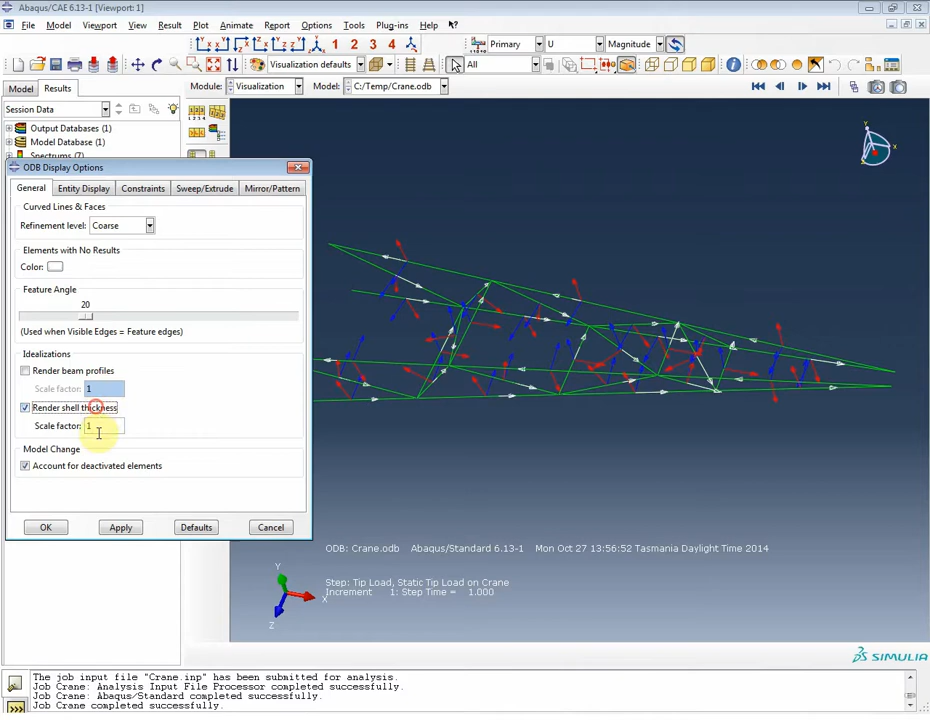 Abaqus/CAE 6.13-1 [Viewport: 1]
File Model Viewport View Result Plot Animate Report Options Tools Plug-ins Help
1 2 3 4 Primary U Magnitude
Visualization defaults All
Model Results Module: Visualization Model: C:/Temp/Crane.odb
Session Data
Output Databases (1)
Model Database (1)
Spectrums (7)
ODB Display Options
General Entity Display Constraints Sweep/Extrude Mirror/Pattern
Curved Lines & Faces
Refinement level: Coarse
Elements with No Results
Color:
Feature Angle
20
(Used when Visible Edges = Feature edges)
Idealizations
Render beam profiles
Scale factor: 1
Render shell thickness
Scale factor: 1
Model Change
Account for deactivated elements
OK Apply Defaults Cancel
Y
X
ODB: Crane.odb Abaqus/Standard 6.13-1 Mon Oct 27 13:56:52 Tasmania Daylight Time 2014
Y
X
Z
Step: Tip Load, Static Tip Load on Crane
Increment 1: Step Time = 1.000
SIMULIA
The job input file "Crane.inp" has been submitted for analysis.
Job Crane: Analysis Input File Processor completed successfully.
Job Crane: Abaqus/Standard completed successfully.
Job Crane completed successfully.